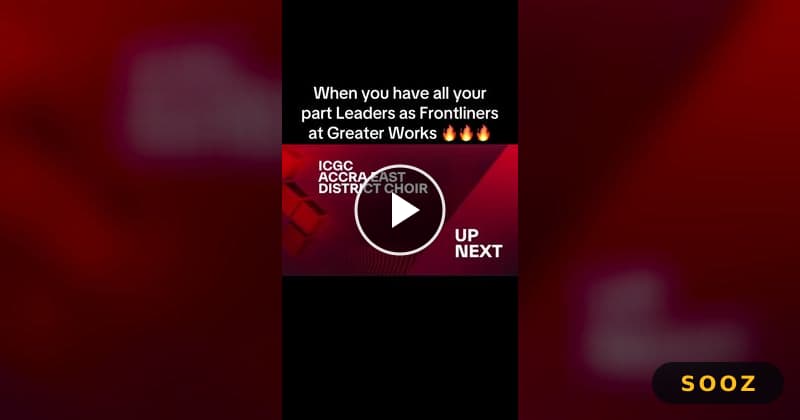 When you have all your
part Leaders as Frontliners
at Greater Works 🔥🔥🔥
ICGC
ACCRA EAST
DISTRICT CHOIR
UP
NEXT
SOOZ